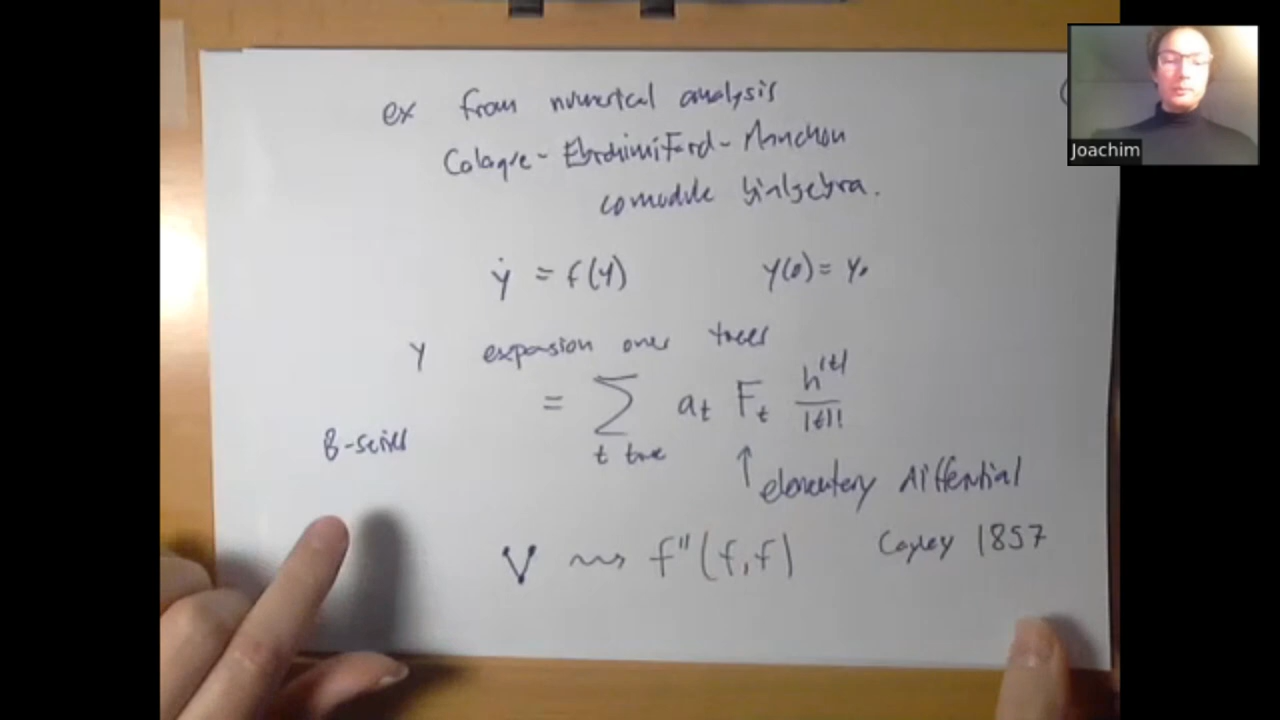 ex from numerical analysis
Calaque - Ebrahimi-Fard - Manchon
comodule bialgebra.
ẏ = f(y) y(0) = y₀
y expansion over trees
= ∑ aₜ Fₜ h^|t| / |t|!
t tree
B-series
↑ elementary differential
V ⇝ f''(f,f) Cayley 1857
Joachim